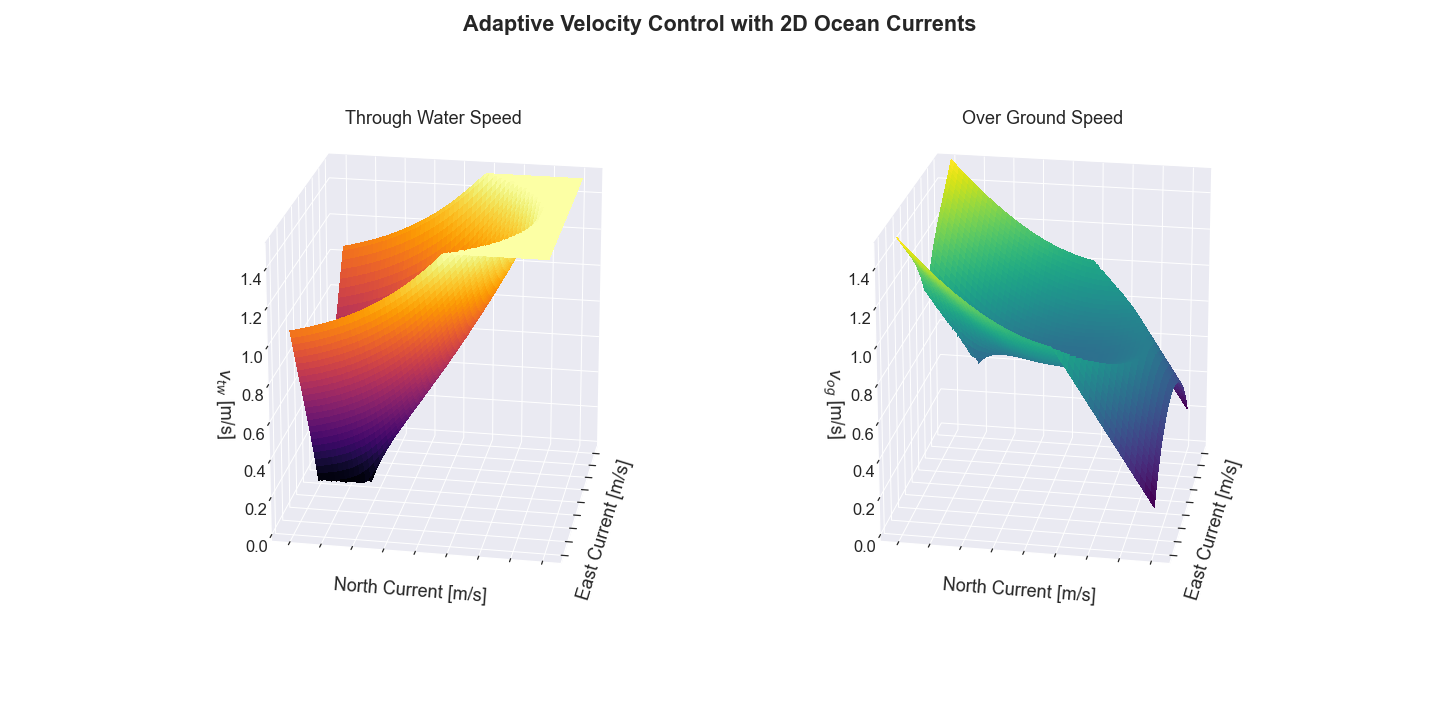 Adaptive Velocity Control with 2D Ocean Currents
Through Water Speed
1.4
1.2
1.0
0.8
0.6
0.4
0.2
0.0
v_tw [m/s]
North Current [m/s]
East Current [m/s]
Over Ground Speed
1.4
1.2
1.0
0.8
0.6
0.4
0.2
0.0
v_og [m/s]
North Current [m/s]
East Current [m/s]